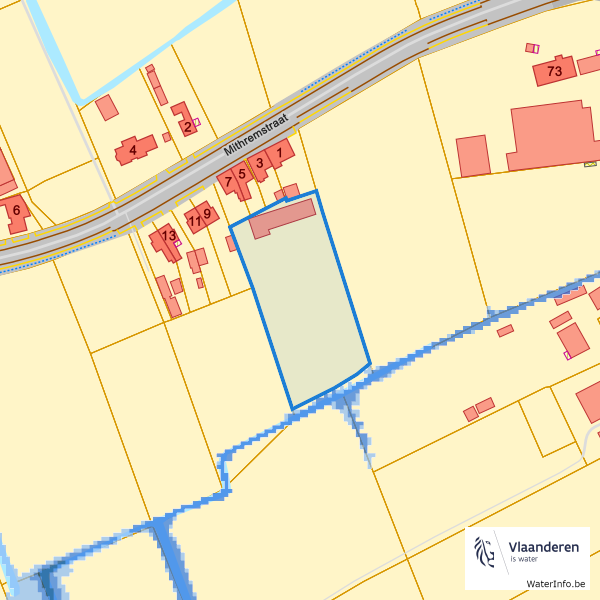 73
2
4
Mithremstraat
1
3
5
7
6
9
11
13
Vlaanderen
is water
WaterInfo.be